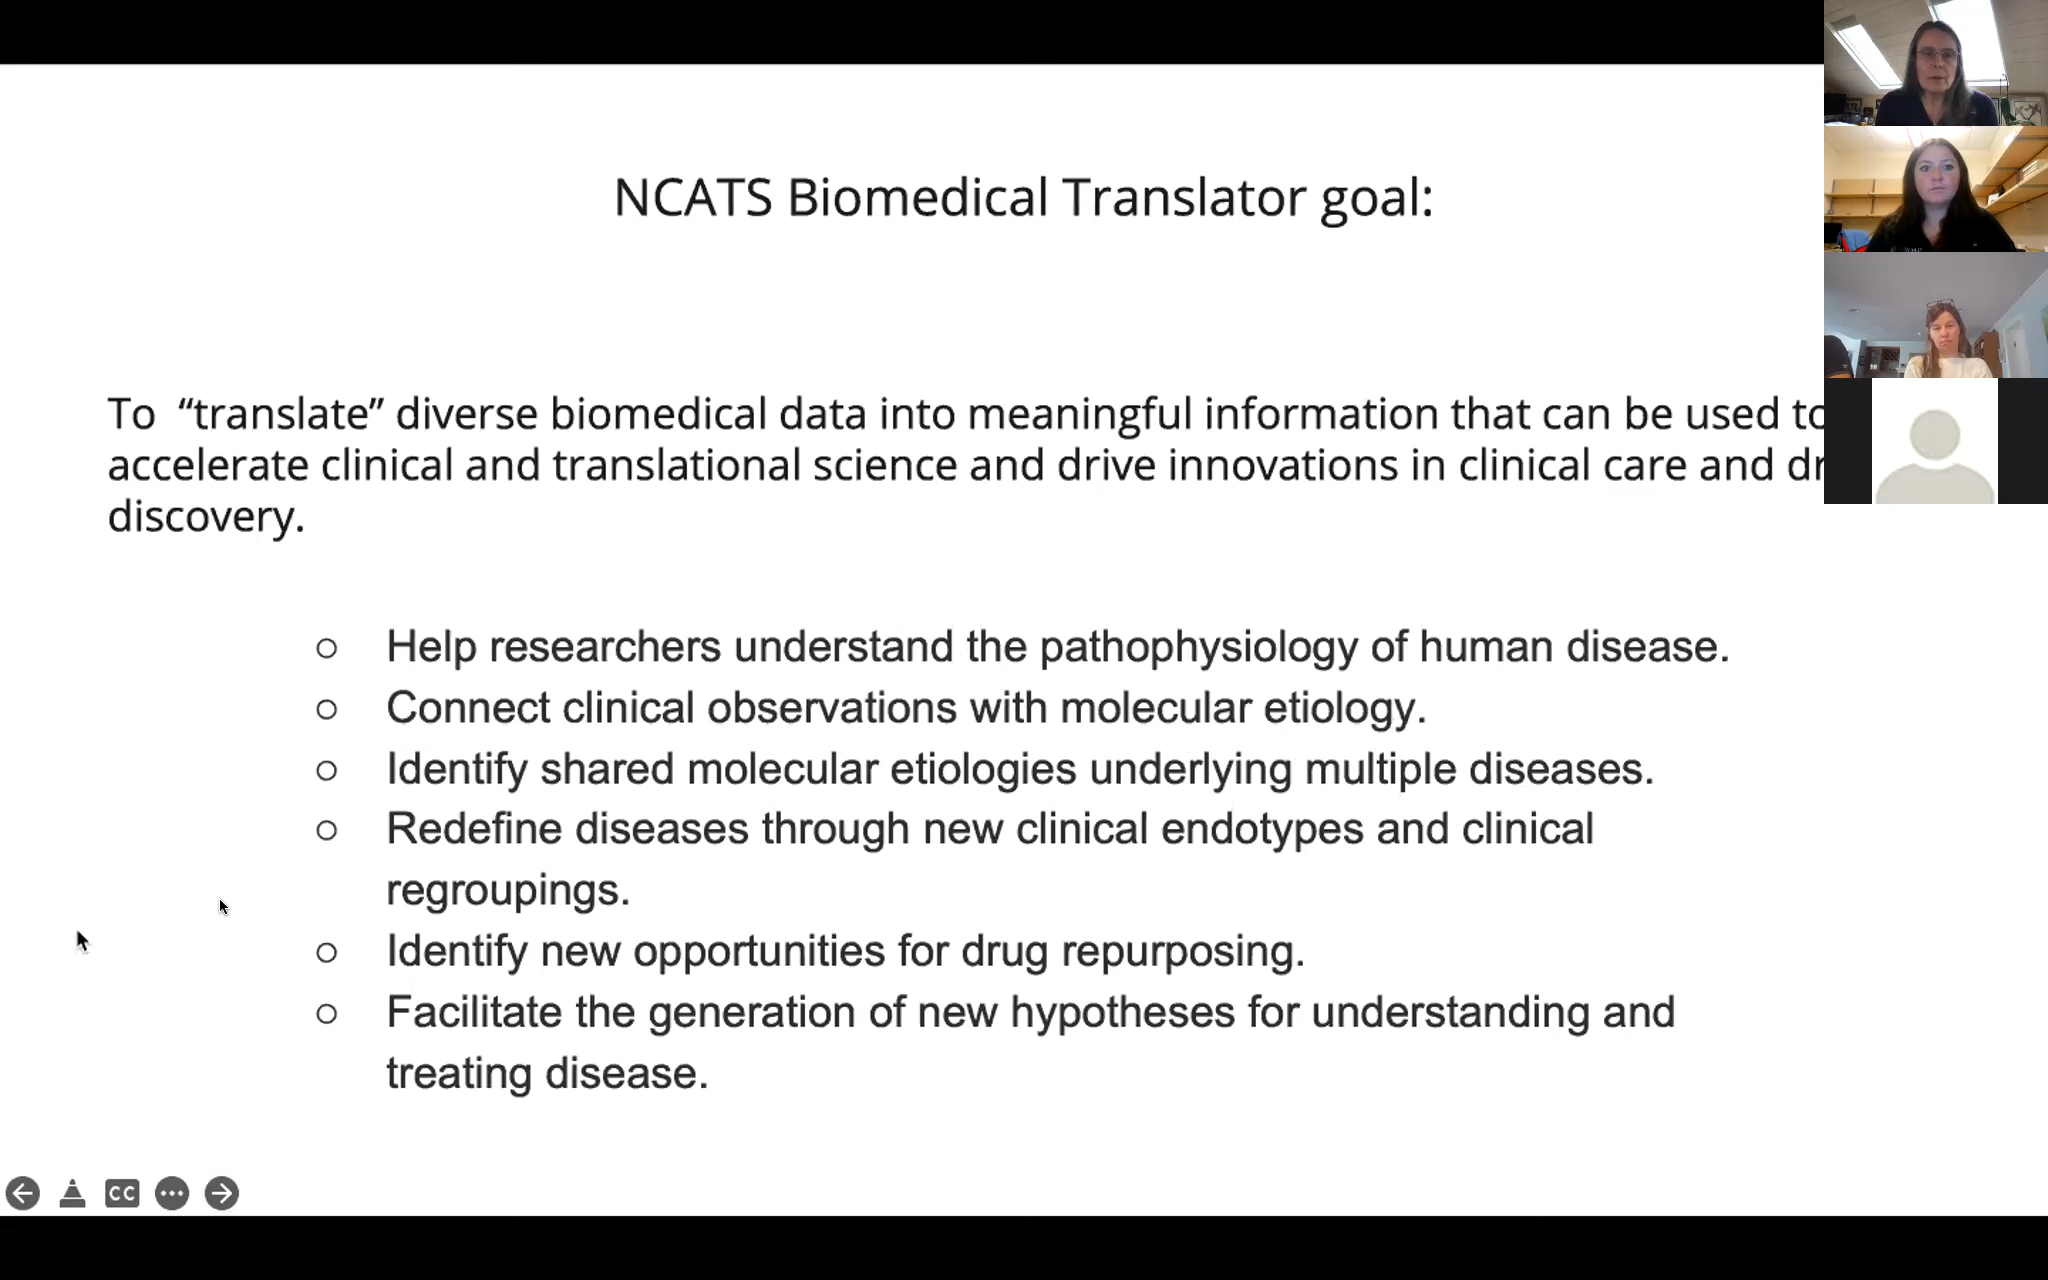 NCATS Biomedical Translator goal:
To “translate” diverse biomedical data into meaningful information that can be used to
accelerate clinical and translational science and drive innovations in clinical care and
discovery.
Help researchers understand the pathophysiology of human disease.
Connect clinical observations with molecular etiology.
Identify shared molecular etiologies underlying multiple diseases.
Redefine diseases through new clinical endotypes and clinical
regroupings.
Identify new opportunities for drug repurposing.
Facilitate the generation of new hypotheses for understanding and
treating disease.
CC